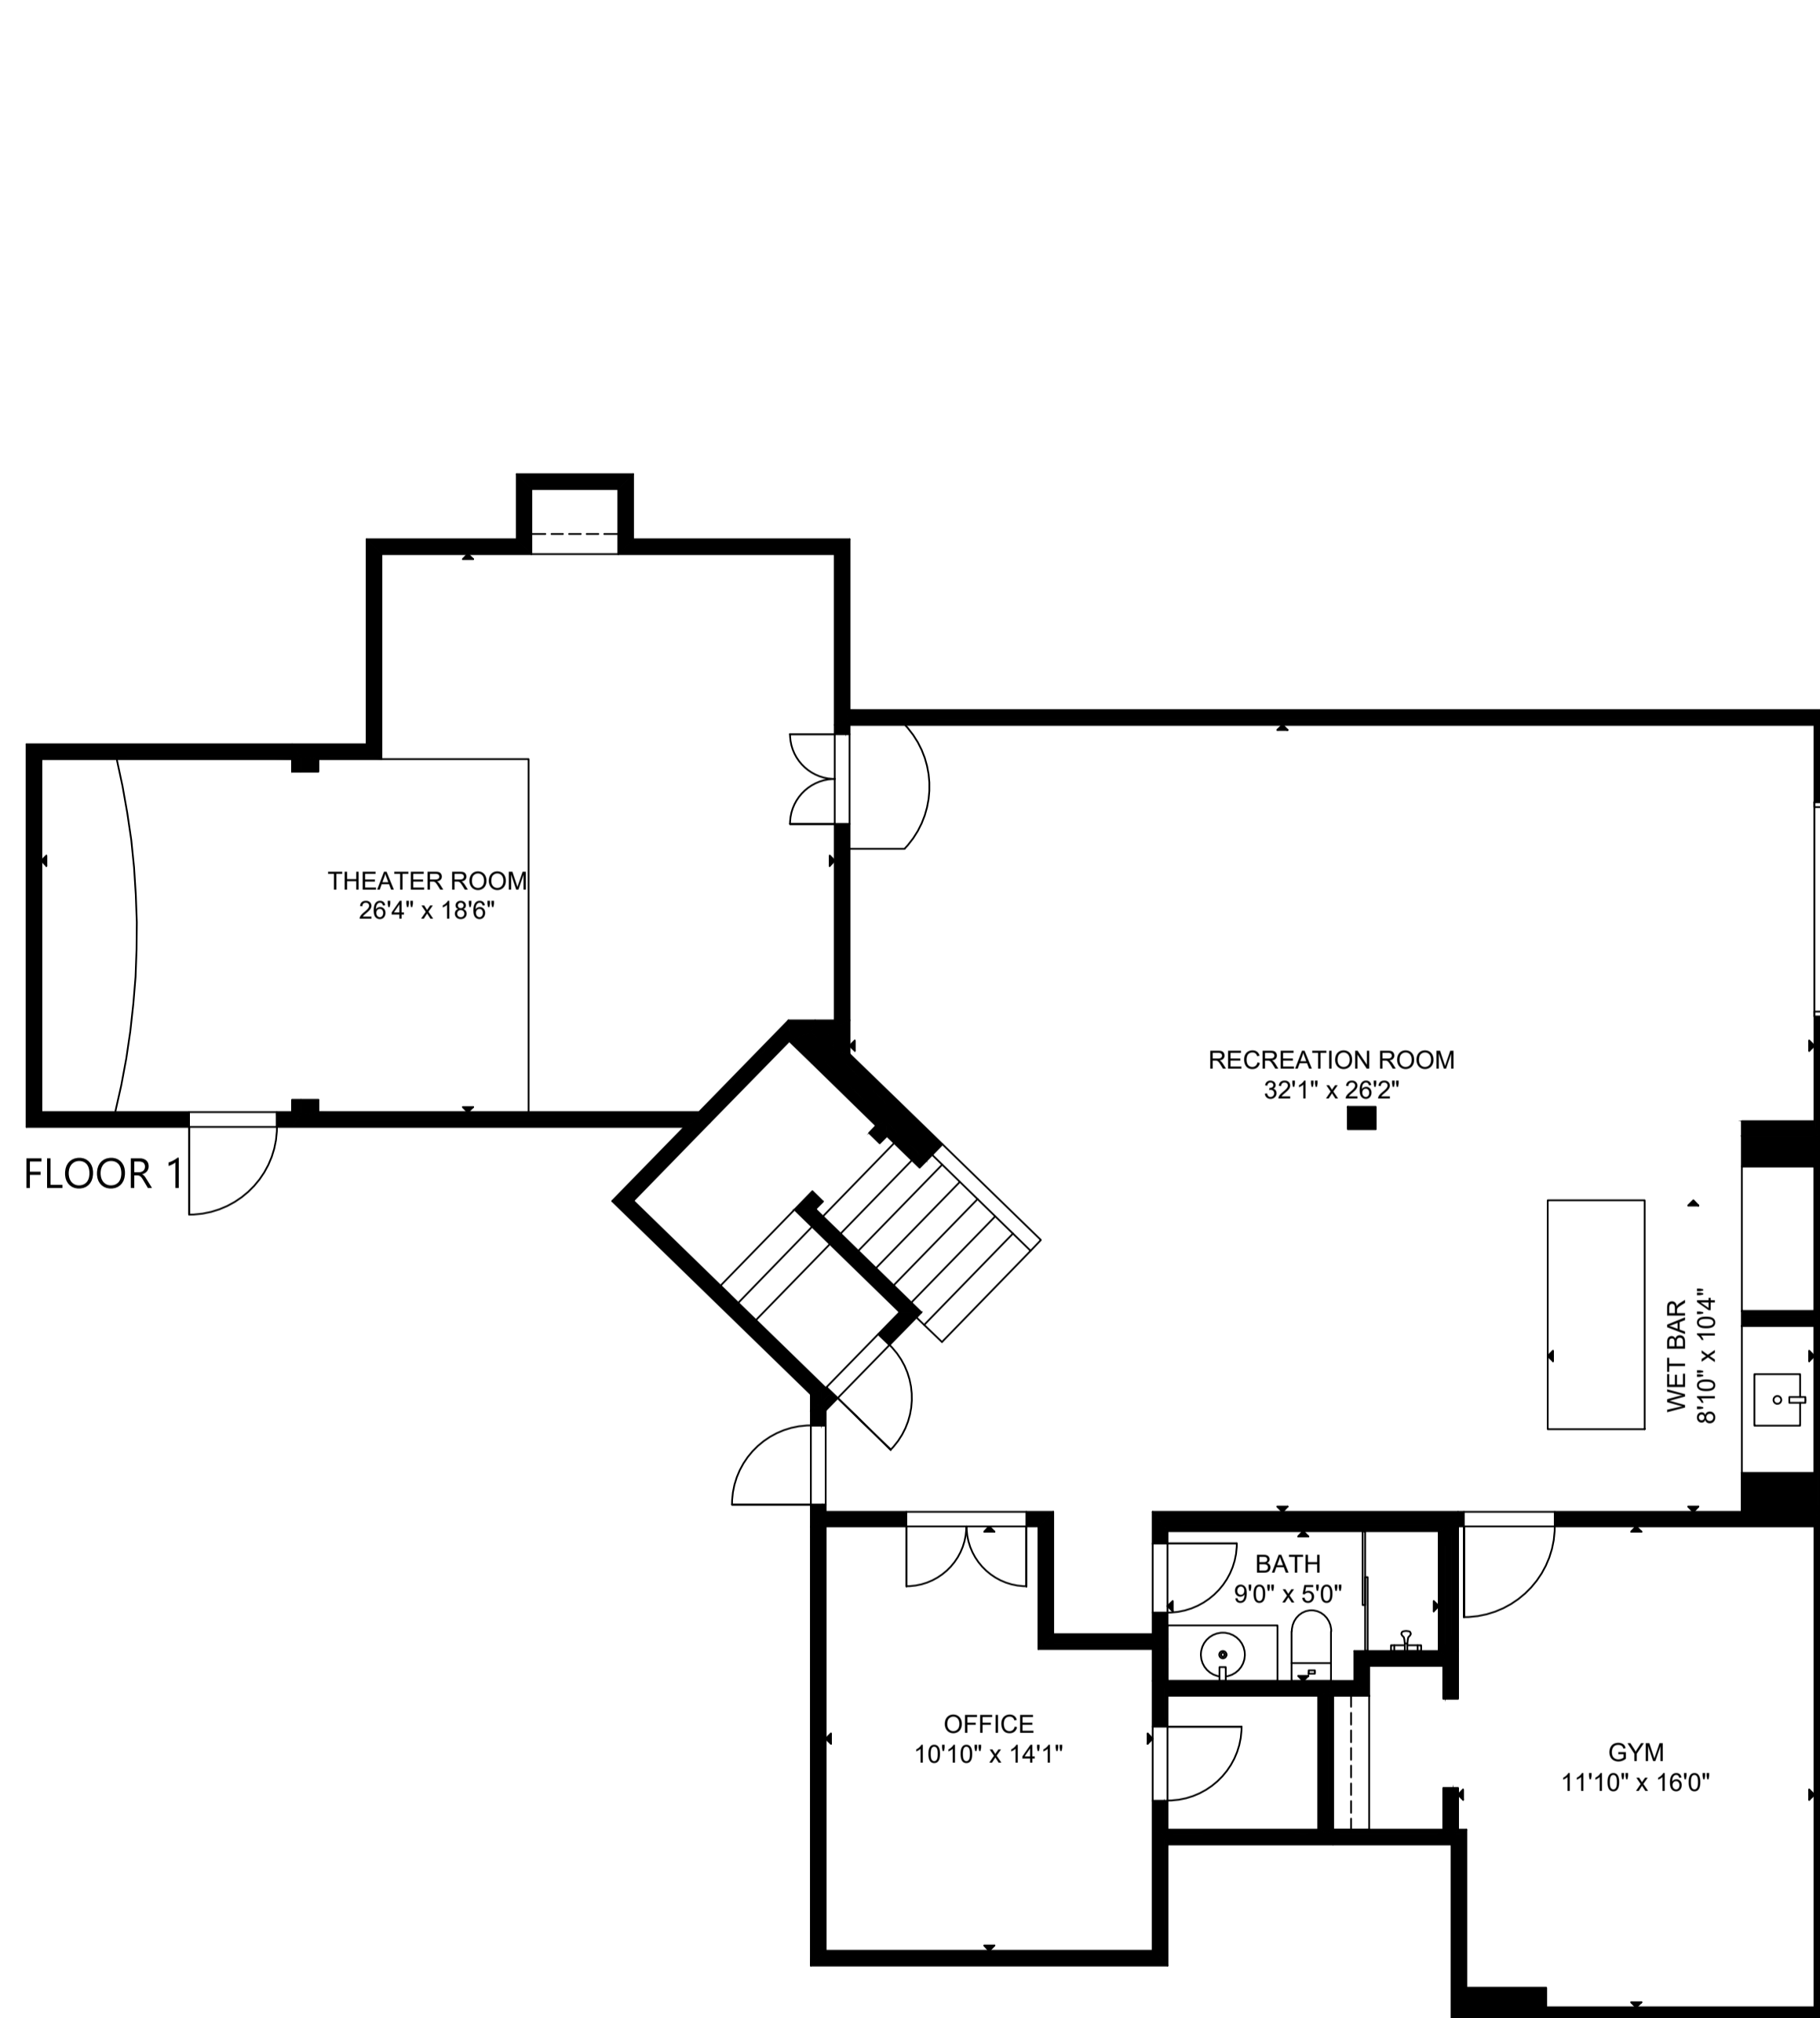 THEATER ROOM
26'4" x 18'6"
FLOOR 1
RECREATION ROOM
32'1" x 26'2"
WET BAR
8'10" x 10'4"
BATH
9'0" x 5'0"
OFFICE
10'10" x 14'1"
GYM
11'10" x 16'0"